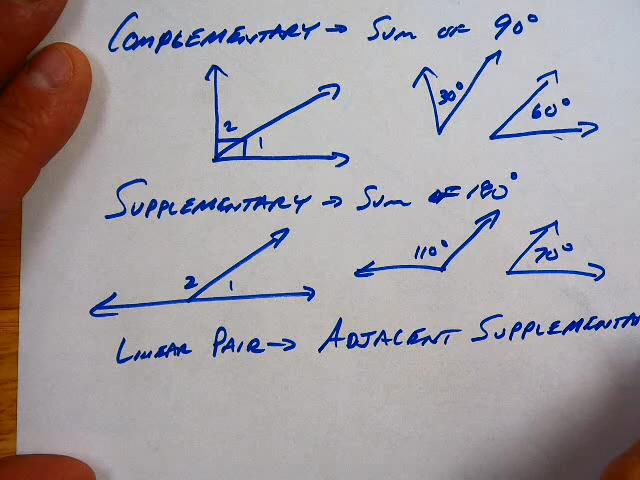 COMPLEMENTARY → SUM OF 90°
2 1
30° 60°
SUPPLEMENTARY → SUM OF 180°
2 1
110° 70°
LINEAR PAIR → ADJACENT